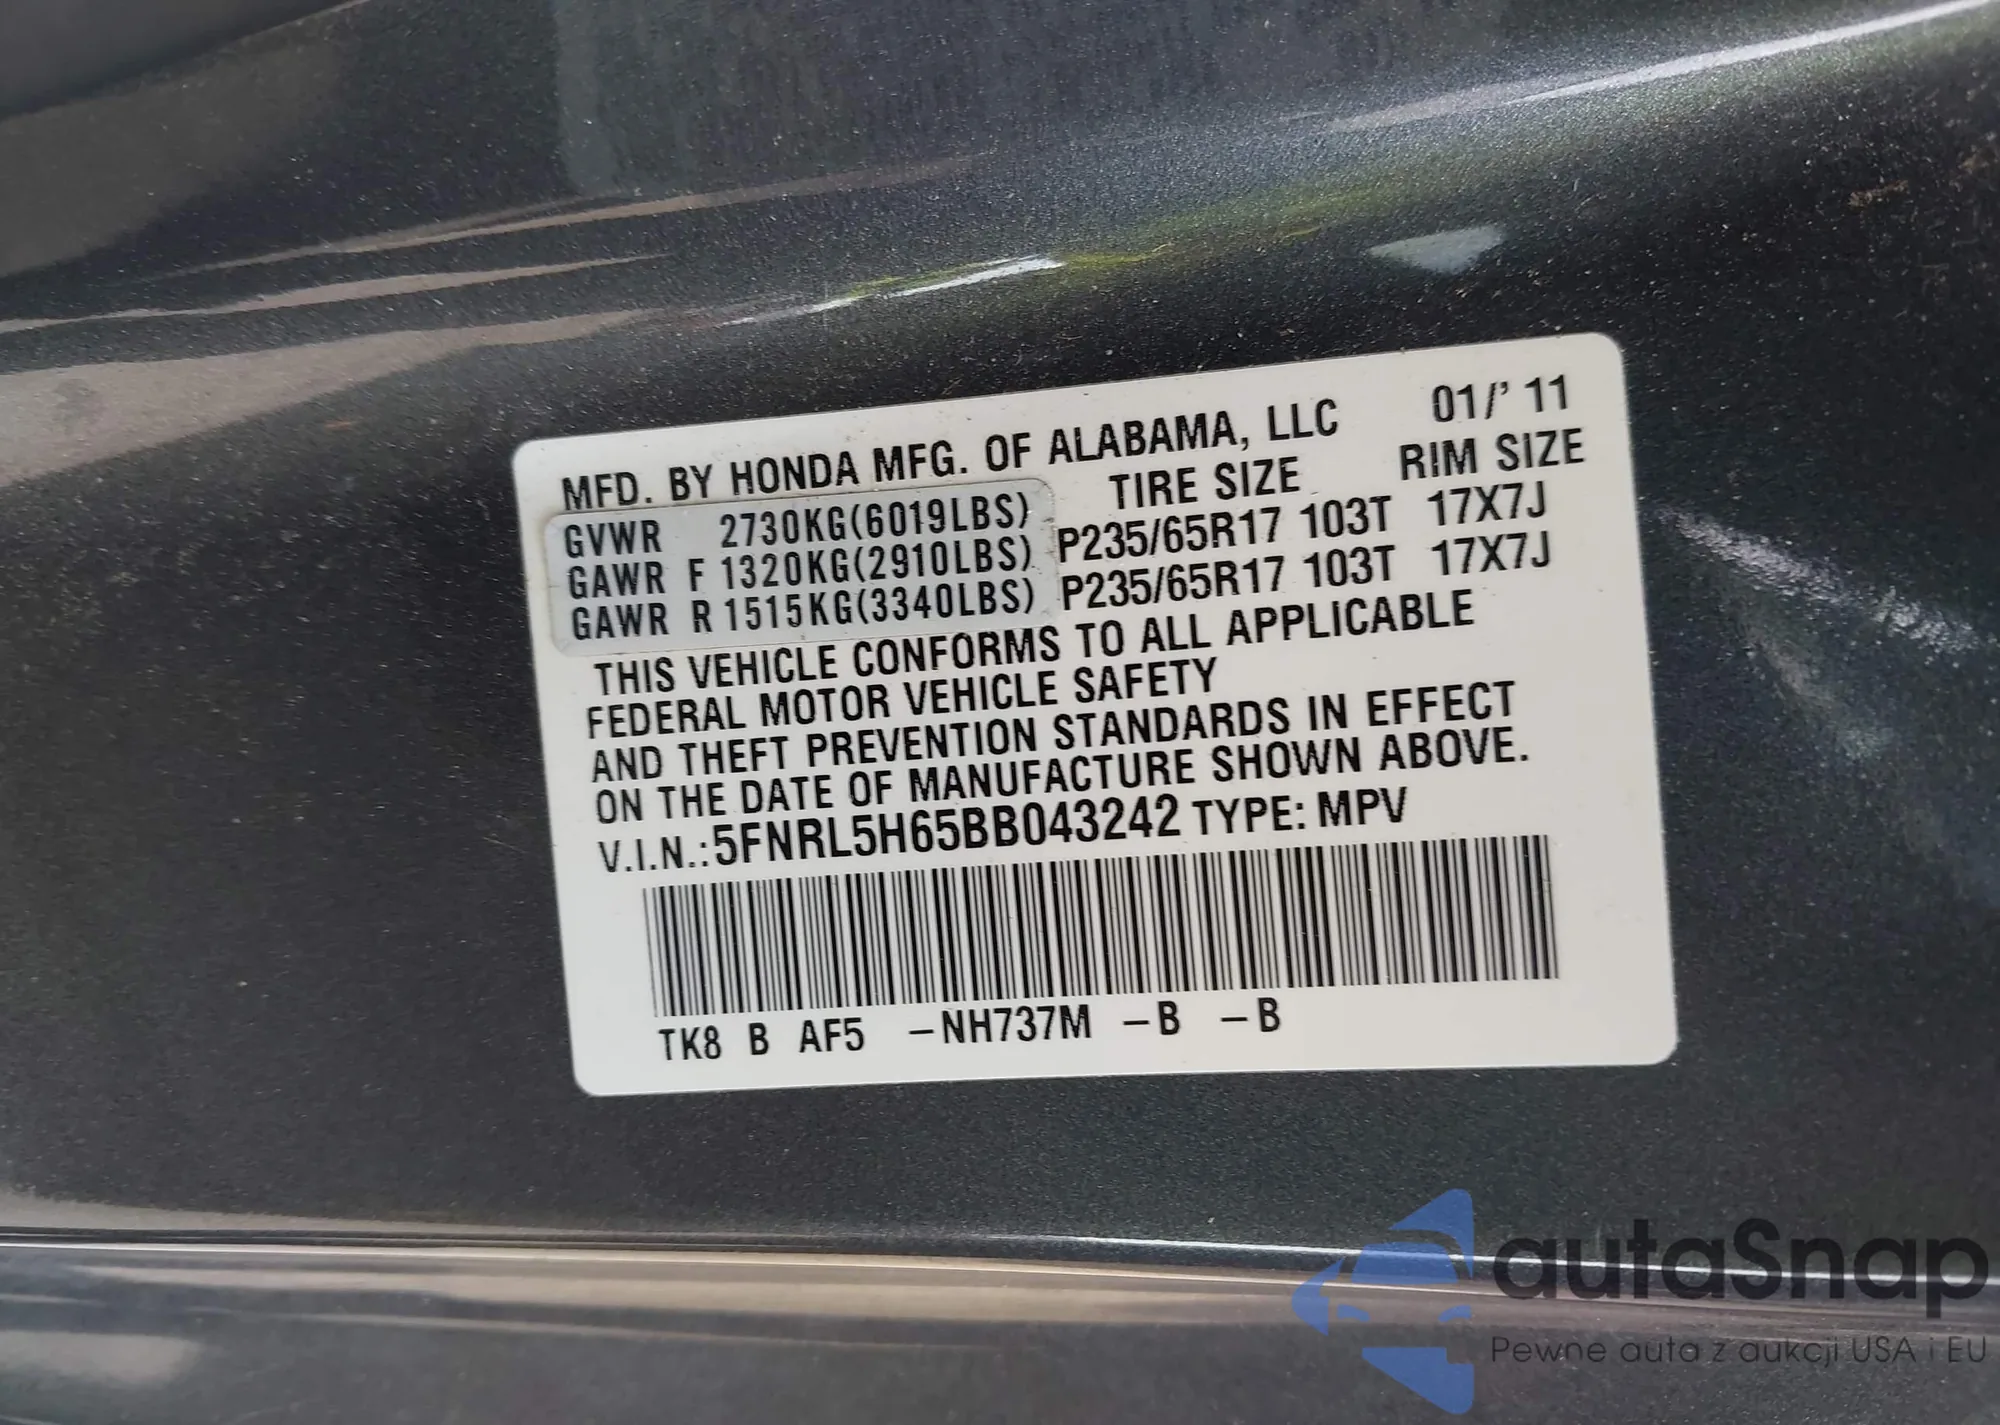 MFD. BY HONDA MFG. OF ALABAMA, LLC 01/' 11
TIRE SIZE RIM SIZE
GVWR 2730KG(6019LBS) P235/65R17 103T 17X7J
GAWR F 1320KG(2910LBS) P235/65R17 103T 17X7J
GAWR R 1515KG(3340LBS)
THIS VEHICLE CONFORMS TO ALL APPLICABLE
FEDERAL MOTOR VEHICLE SAFETY
AND THEFT PREVENTION STANDARDS IN EFFECT
ON THE DATE OF MANUFACTURE SHOWN ABOVE.
V.I.N.:5FNRL5H65BB043242 TYPE: MPV
TK8 B AF5 –NH737M –B –B
autaSnap
Pewne auta z aukcji USA i EU